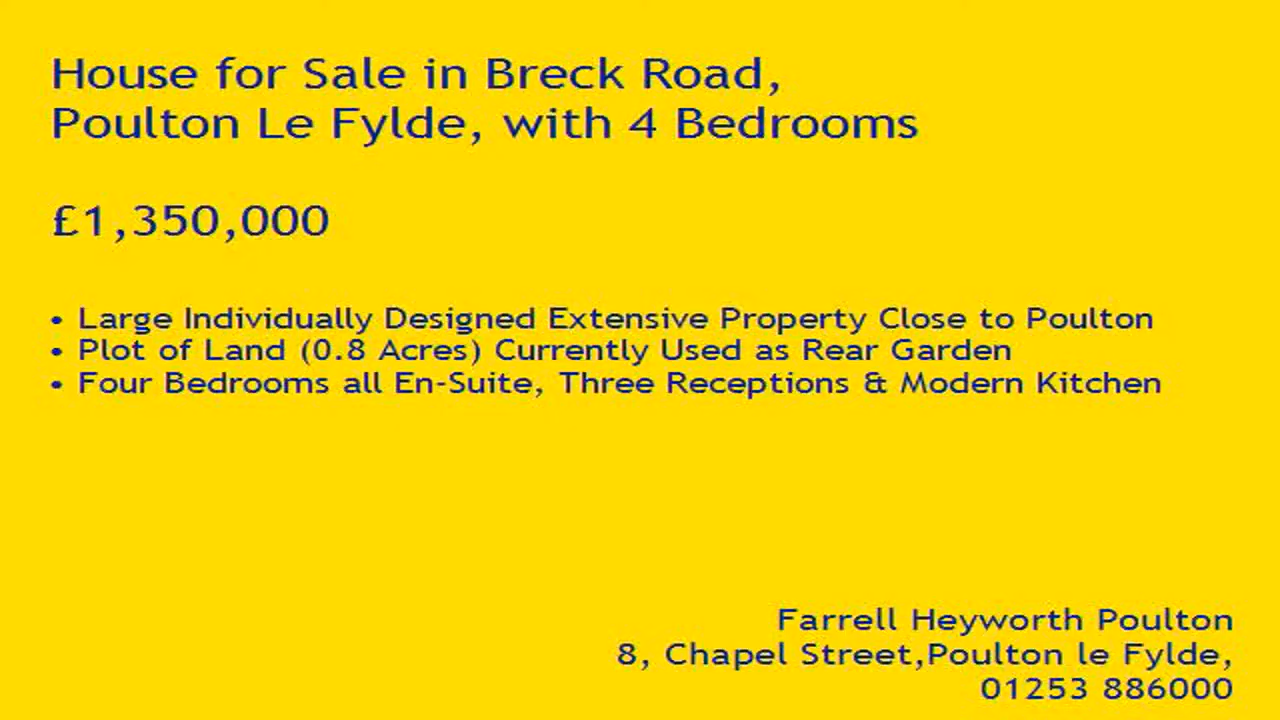 House for Sale in Breck Road,
Poulton Le Fylde, with 4 Bedrooms
£1,350,000
• Large Individually Designed Extensive Property Close to Poulton
• Plot of Land (0.8 Acres) Currently Used as Rear Garden
• Four Bedrooms all En-Suite, Three Receptions & Modern Kitchen
Farrell Heyworth Poulton
8, Chapel Street,Poulton le Fylde,
01253 886000